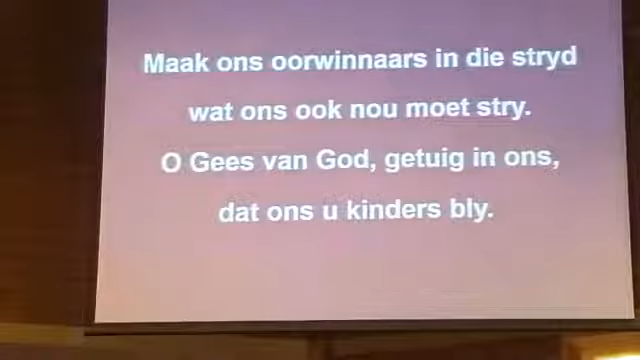 Maak ons oorwinnaars in die stryd
wat ons ook nou moet stry.
O Gees van God, getuig in ons,
dat ons u kinders bly.